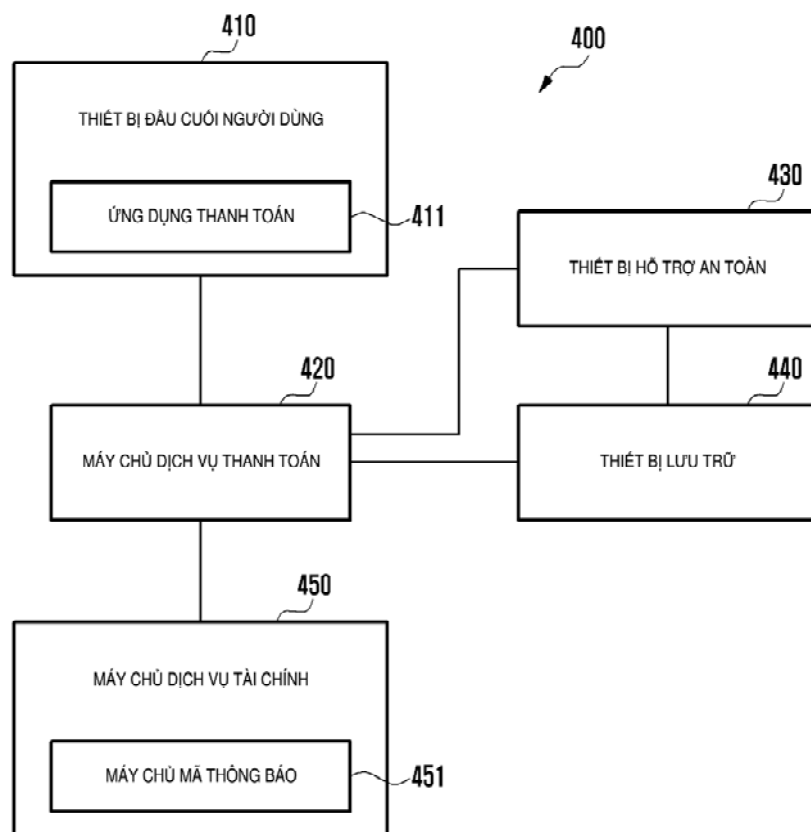 410
400
THIẾT BỊ ĐẦU CUỐI NGƯỜI DÙNG
ỨNG DỤNG THANH TOÁN
411
430
THIẾT BỊ HỖ TRỢ AN TOÀN
420
440
MÁY CHỦ DỊCH VỤ THANH TOÁN
THIẾT BỊ LƯU TRỮ
450
MÁY CHỦ DỊCH VỤ TÀI CHÍNH
MÁY CHỦ MÃ THÔNG BÁO
451